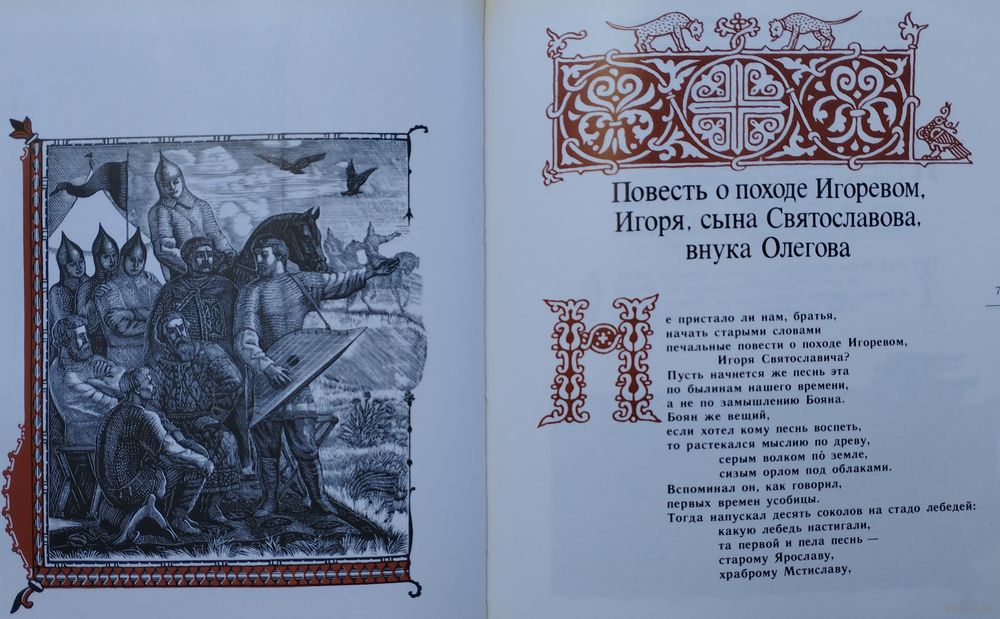 Повесть о походе Игоревом,
Игоря, сына Святославова,
внука Олегова
7
Не пристало ли нам, братья,
начать старыми словами
печальные повести о походе Игоревом,
Игоря Святославича?
Пусть начнется же песнь эта
по былинам нашего времени,
а не по замышлению Бояна.
Боян же вещий,
если хотел кому песнь воспеть,
то растекался мыслию по древу,
серым волком по́ земле,
сизым орлом под облаками.
Вспоминал он, как говорил,
первых времен усобицы.
Тогда напускал десять соколов на стадо лебедей:
какую лебедь настигали,
та первой и пела песнь —
старому Ярославу,
храброму Мстиславу,